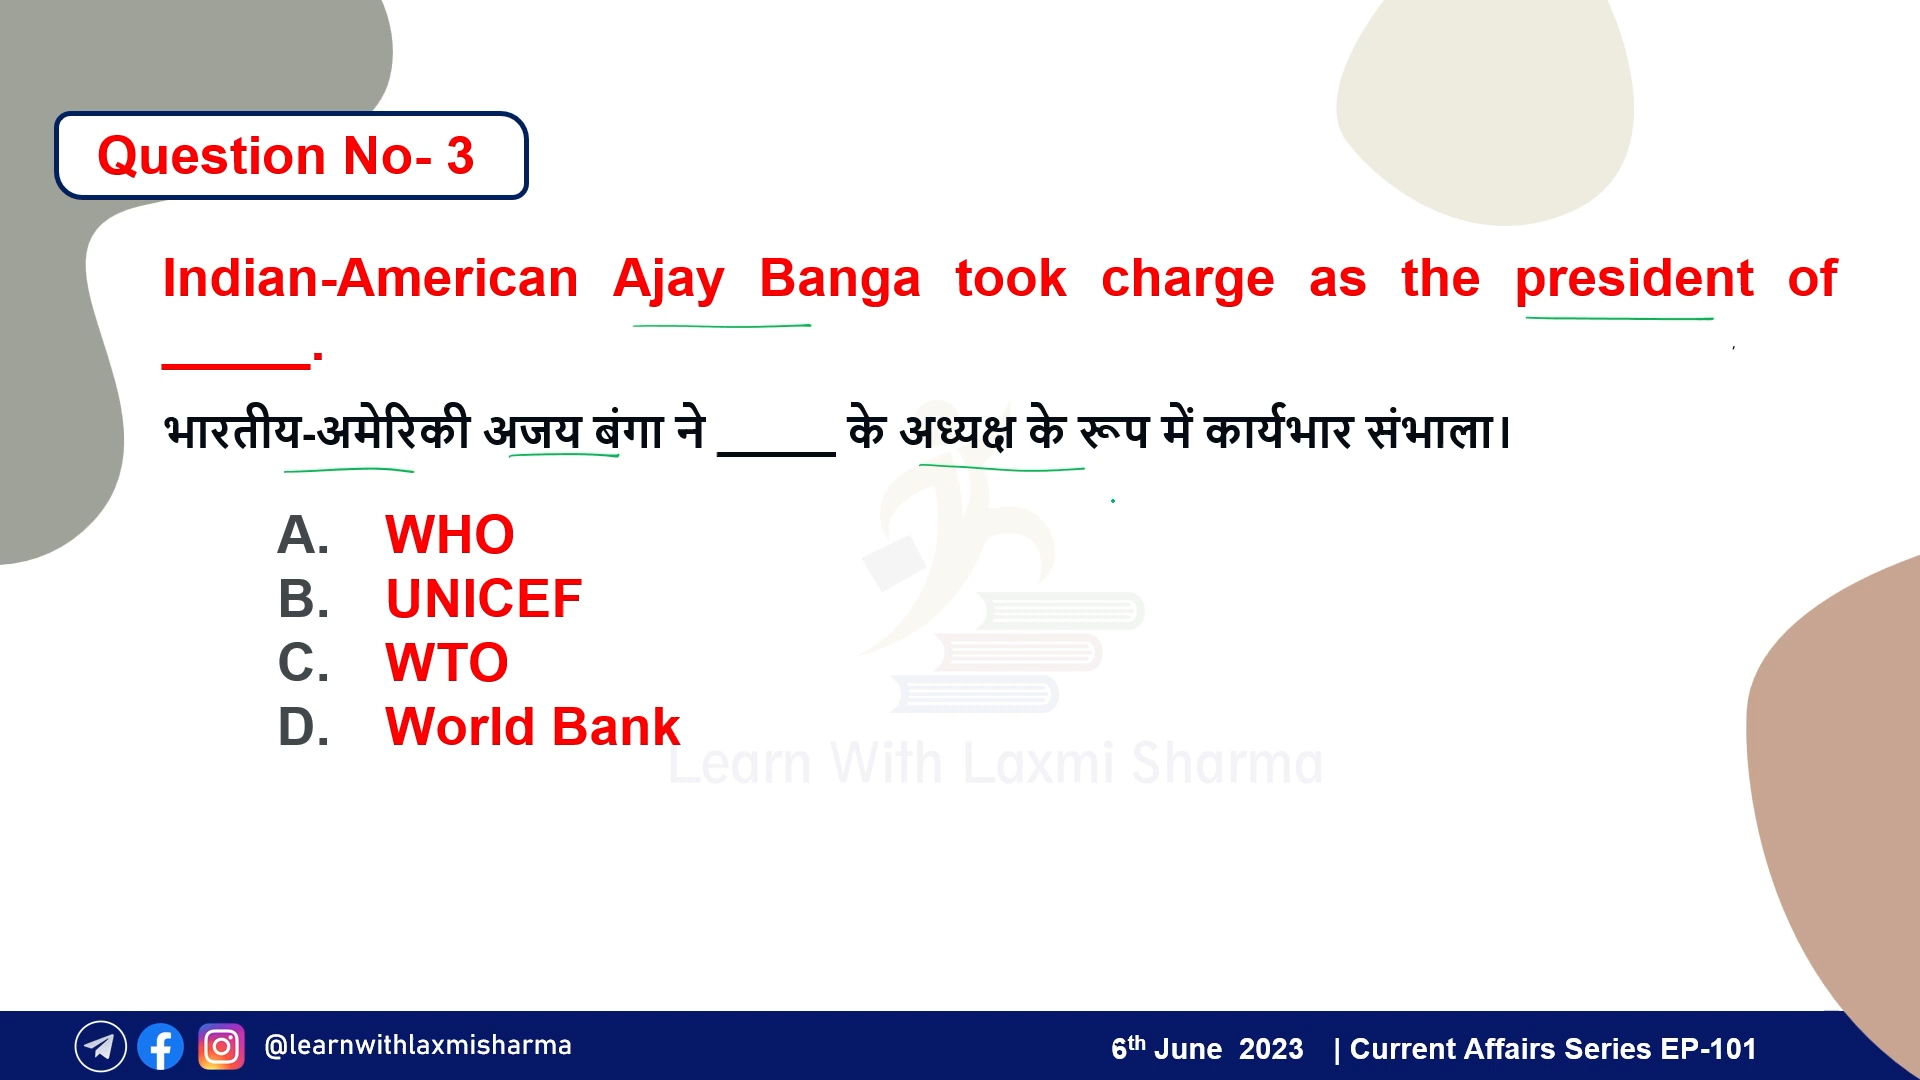 Question No- 3
Indian-American Ajay Banga took charge as the president of
_____.
भारतीय-अमेरिकी अजय बंगा ने _____ के अध्यक्ष के रूप में कार्यभार संभाला।
A. WHO
B. UNICEF
C. WTO
D. World Bank
Learn With Laxmi Sharma
@learnwithlaxmisharma
6th June 2023 | Current Affairs Series EP-101